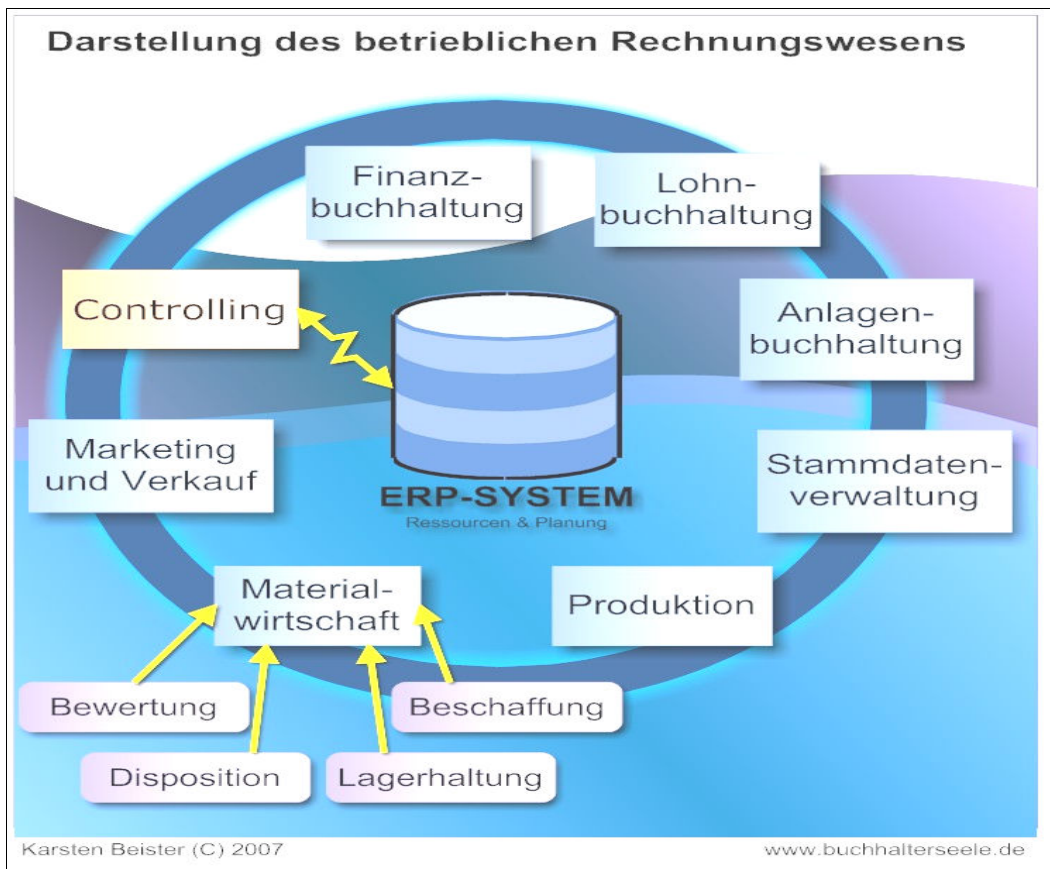 Darstellung des betrieblichen Rechnungswesens
Finanz-
buchhaltung
Lohn-
buchhaltung
Controlling
Anlagen-
buchhaltung
Marketing
und Verkauf
Stammdaten-
verwaltung
ERP-SYSTEM
Ressourcen & Planung
Material-
wirtschaft
Produktion
Bewertung
Beschaffung
Disposition
Lagerhaltung
Karsten Beister (C) 2007
www.buchhalterseele.de